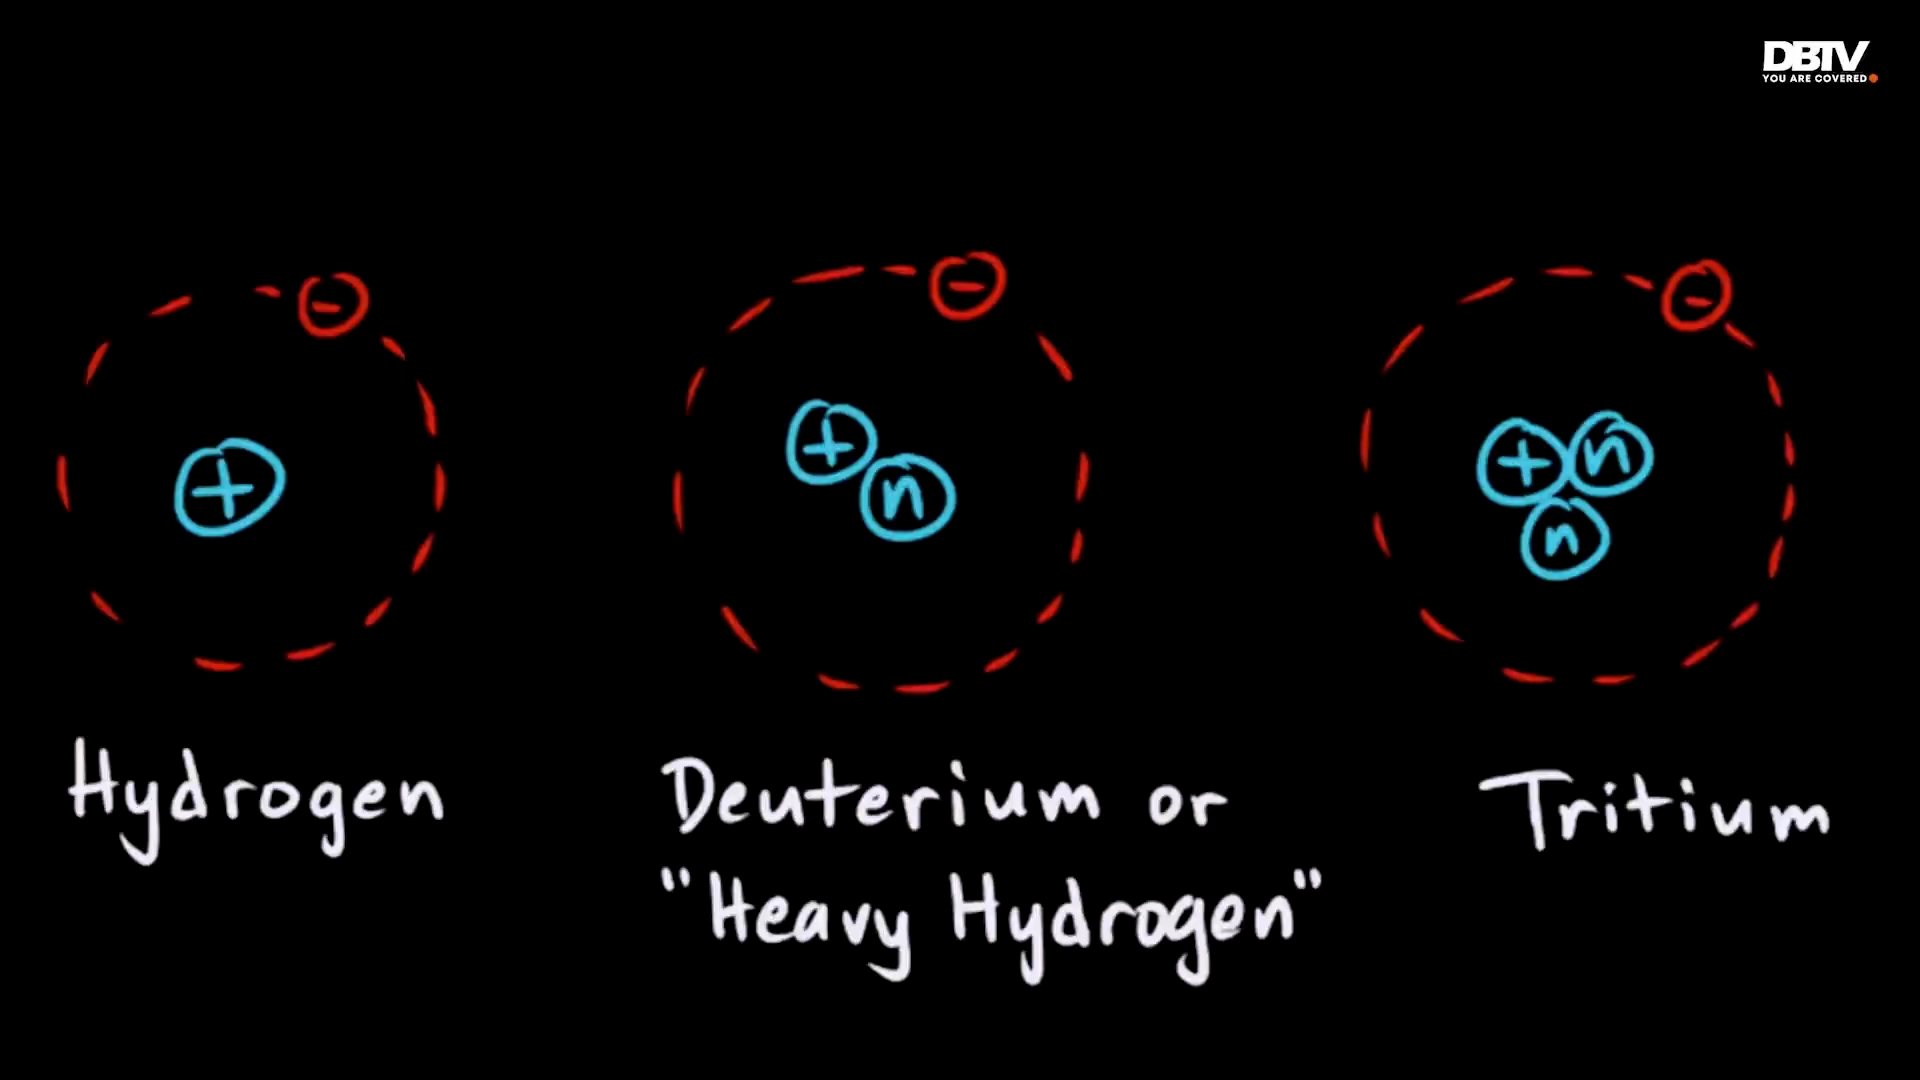 DBTV
YOU ARE COVERED
-
-
-
+
+
n
+
n
n
Hydrogen
Deuterium or
"Heavy Hydrogen"
Tritium